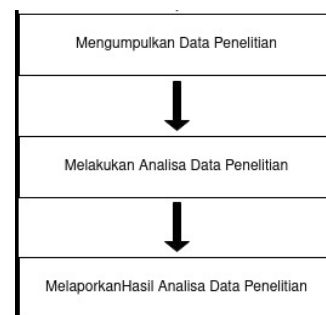 Mengumpulkan Data Penelitian
Melakukan Analisa Data Penelitian
MelaporkanHasil Analisa Data Penelitian